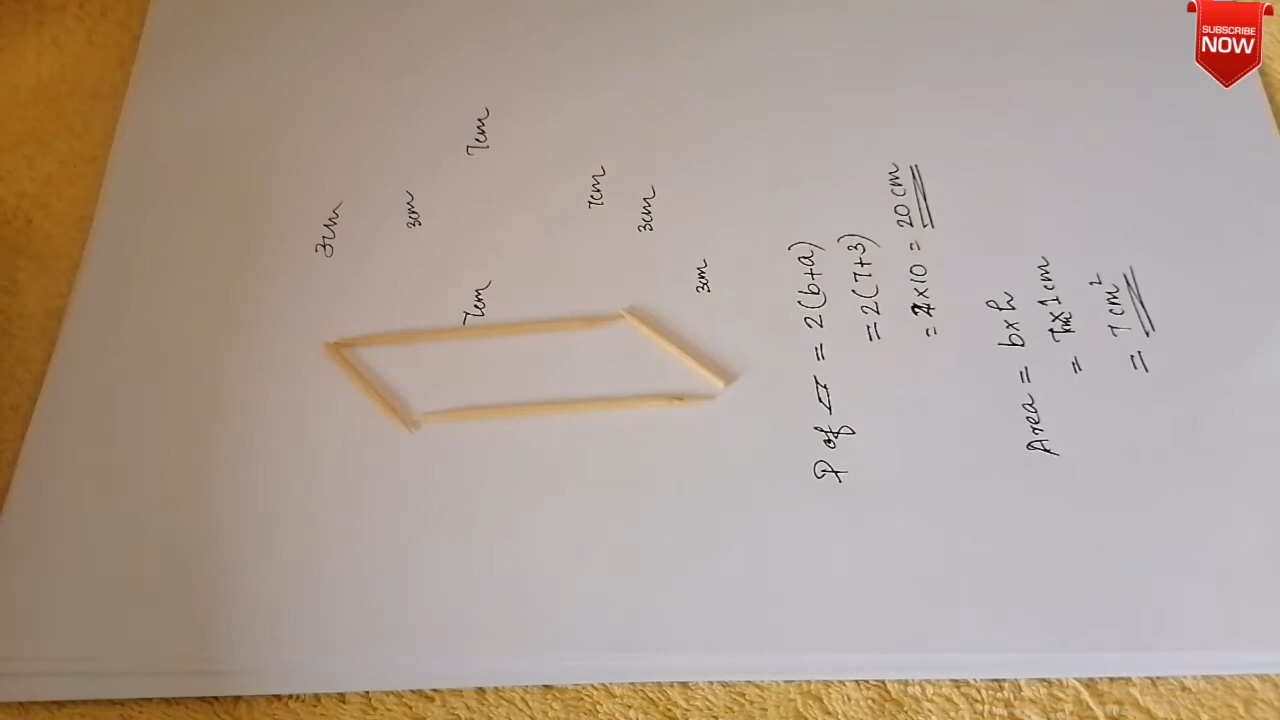 SUBSCRIBE
NOW
3cm
3cm
7cm
7cm
7cm
3cm
3cm
P of ▱ = 2(b+a)
= 2(7+3)
= 2×10 = 20 cm
Area = b×h
= 7cm×1cm
= 7 cm²